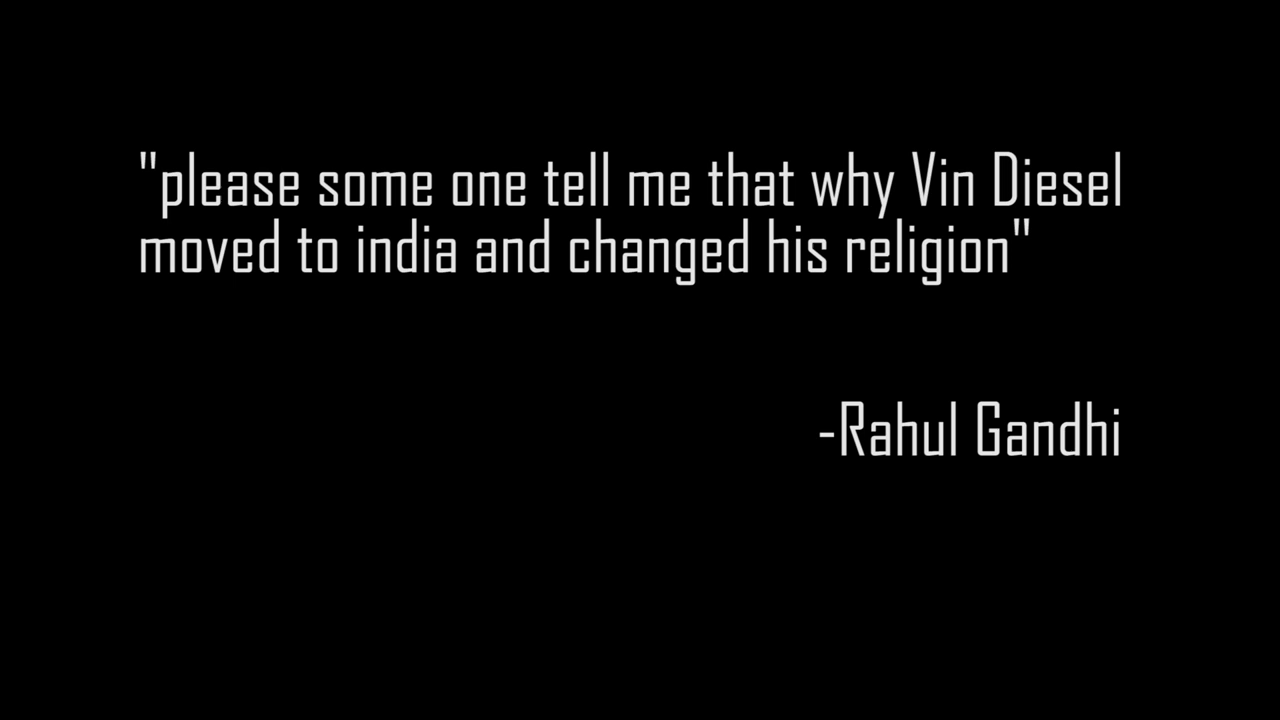 "please some one tell me that why Vin Diesel
moved to india and changed his religion"
-Rahul Gandhi